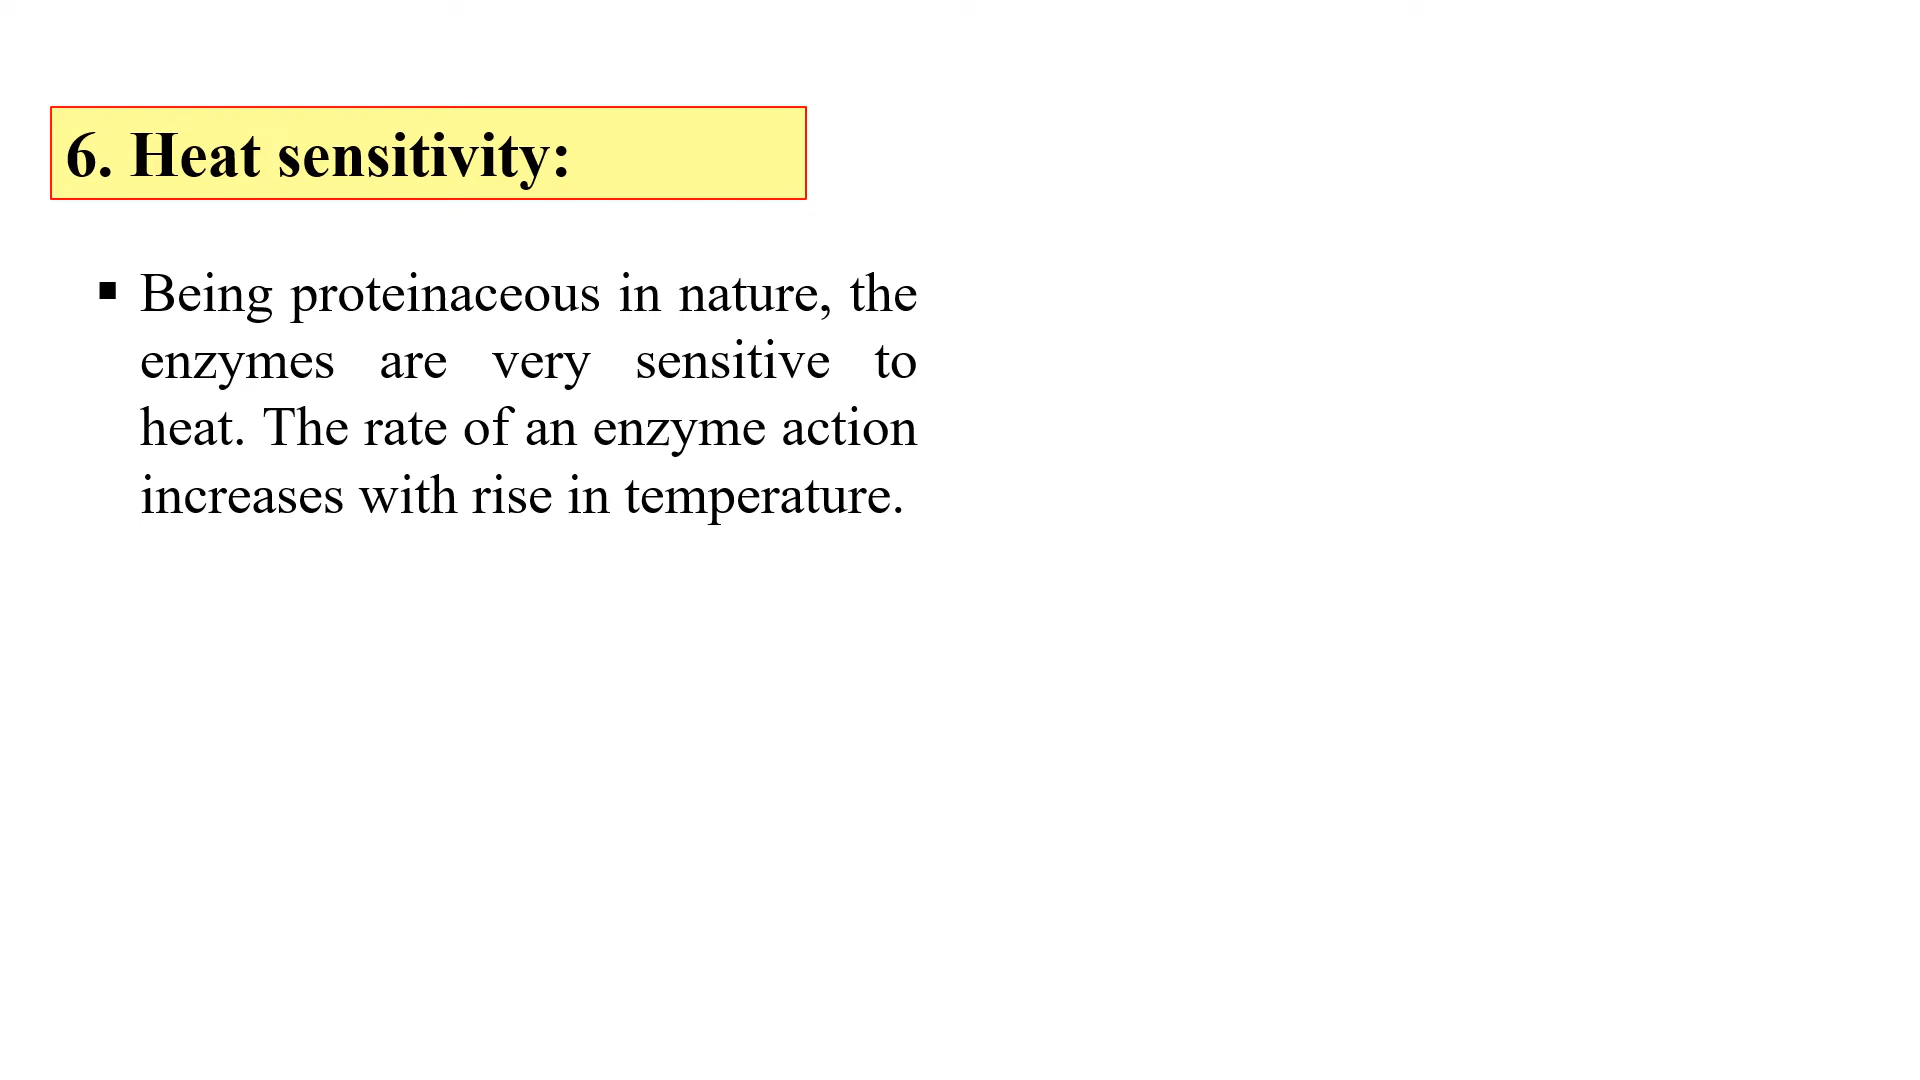 6. Heat sensitivity:
▪ Being proteinaceous in nature, the
enzymes are very sensitive to
heat. The rate of an enzyme action
increases with rise in temperature.